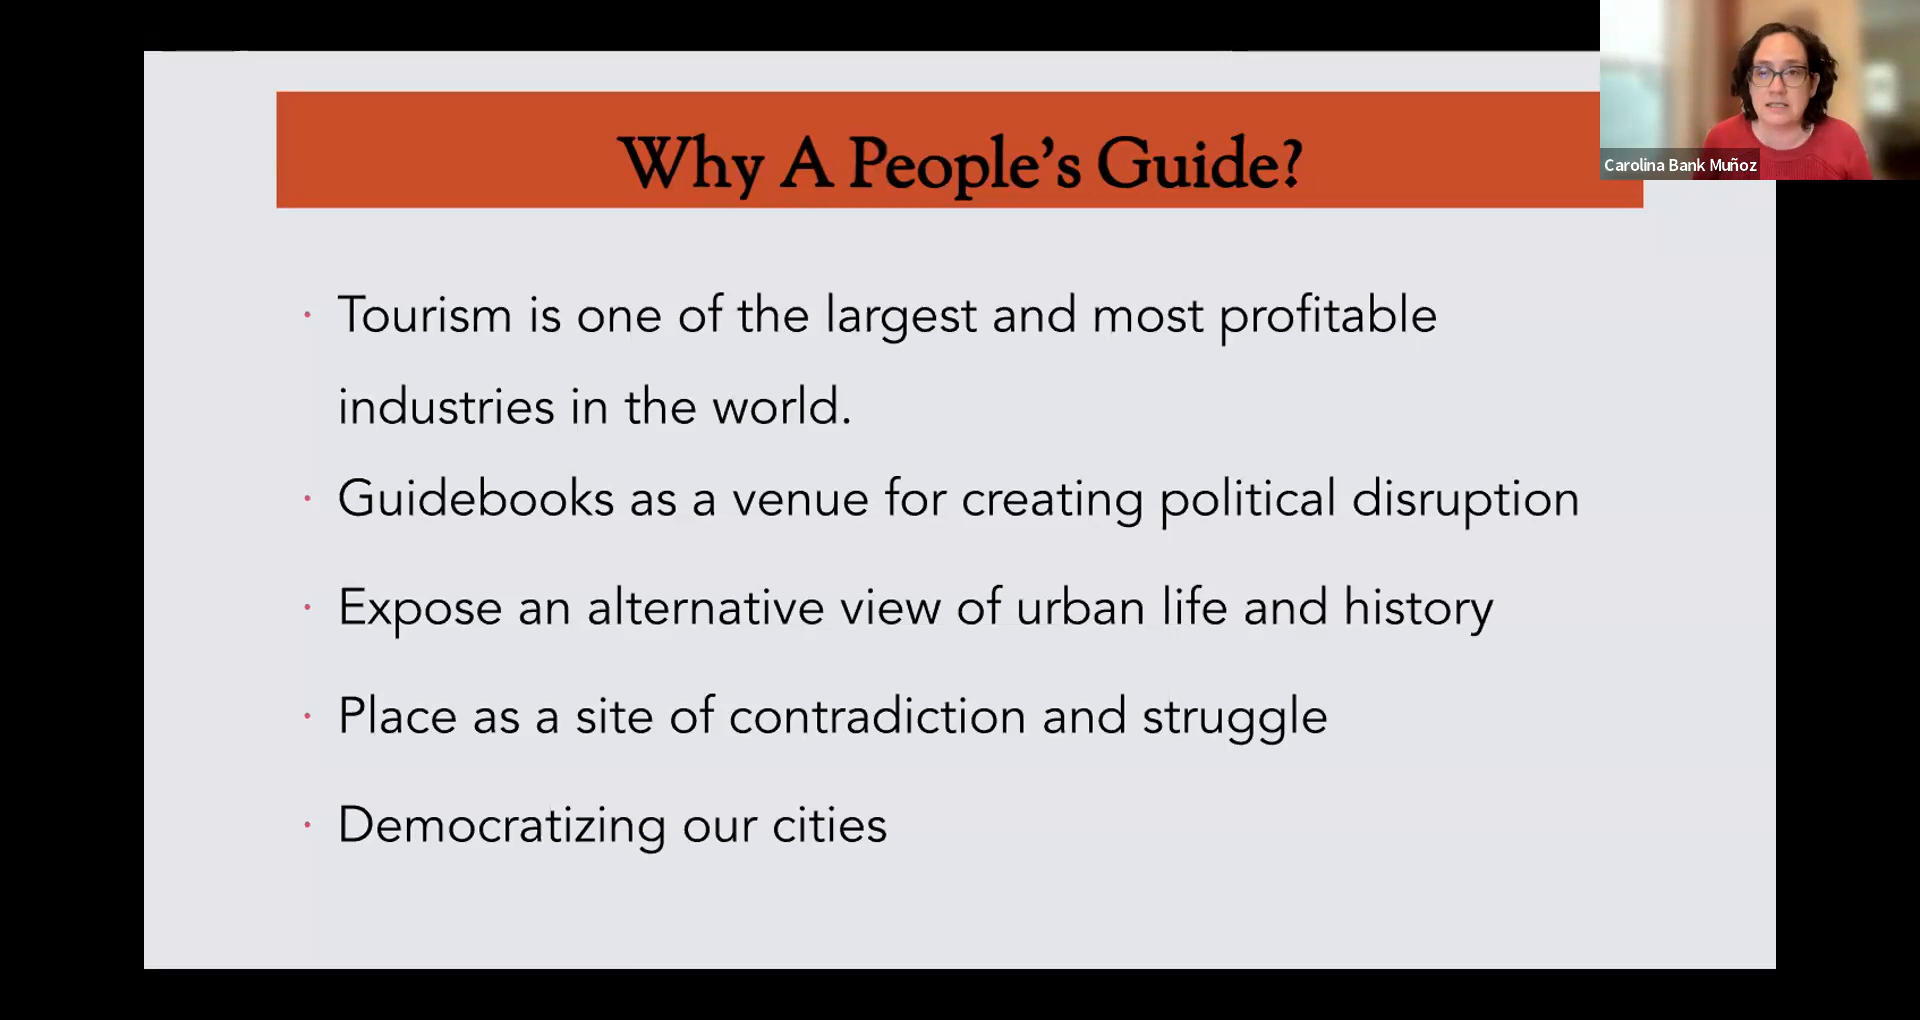 Why A People’s Guide?
Carolina Bank Muñoz
· Tourism is one of the largest and most profitable
industries in the world.
· Guidebooks as a venue for creating political disruption
· Expose an alternative view of urban life and history
· Place as a site of contradiction and struggle
· Democratizing our cities